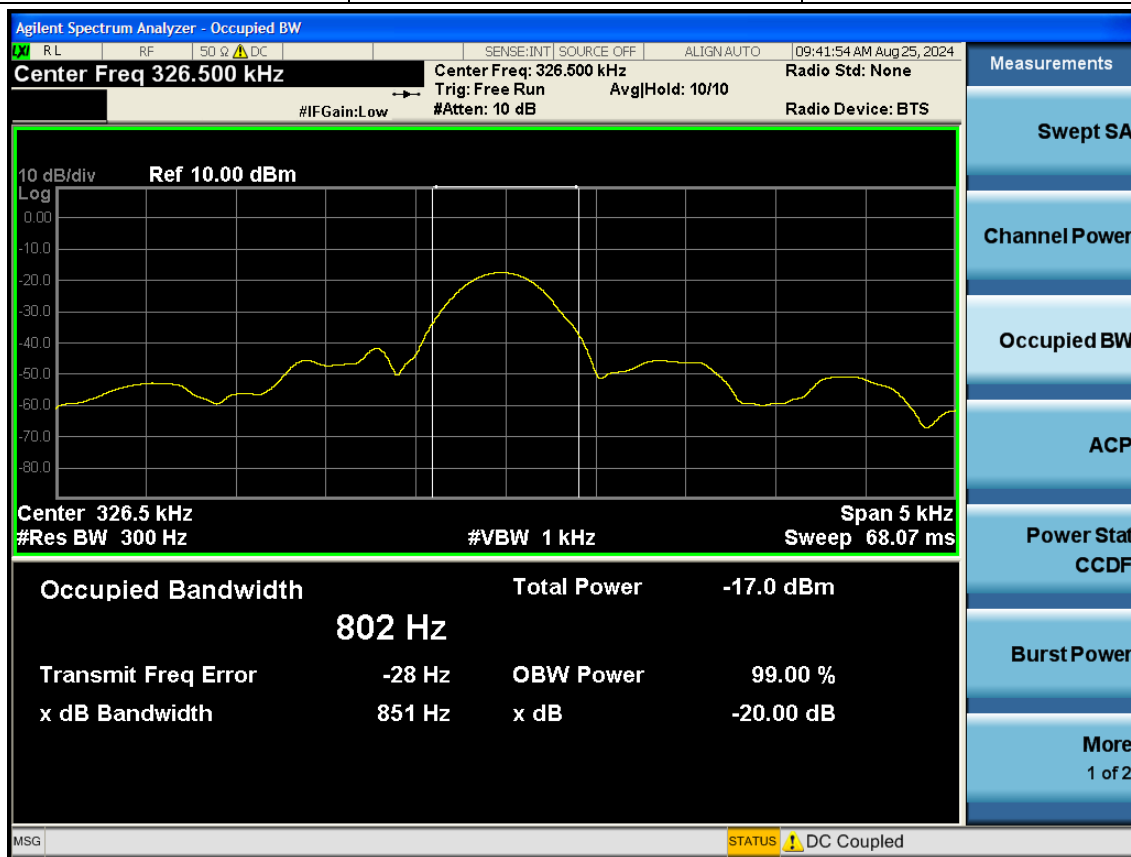 Agilent Spectrum Analyzer - Occupied BW
LXI RL RF 50 Ω DC SENSE:INT SOURCE OFF ALIGN AUTO 09:41:54 AM Aug 25, 2024
Center Freq 326.500 kHz
Center Freq: 326.500 kHz Radio Std: None
Trig: Free Run Avg|Hold: 10/10
#IFGain:Low #Atten: 10 dB Radio Device: BTS
10 dB/div Ref 10.00 dBm
Log
0.00
-10.0
-20.0
-30.0
-40.0
-50.0
-60.0
-70.0
-80.0
Center 326.5 kHz Span 5 kHz
#Res BW 300 Hz #VBW 1 kHz Sweep 68.07 ms
Occupied Bandwidth Total Power -17.0 dBm
802 Hz
Transmit Freq Error -28 Hz OBW Power 99.00 %
x dB Bandwidth 851 Hz x dB -20.00 dB
Measurements
Swept SA
Channel Power
Occupied BW
ACP
Power Stat
CCDF
Burst Power
More
1 of 2
MSG STATUS DC Coupled